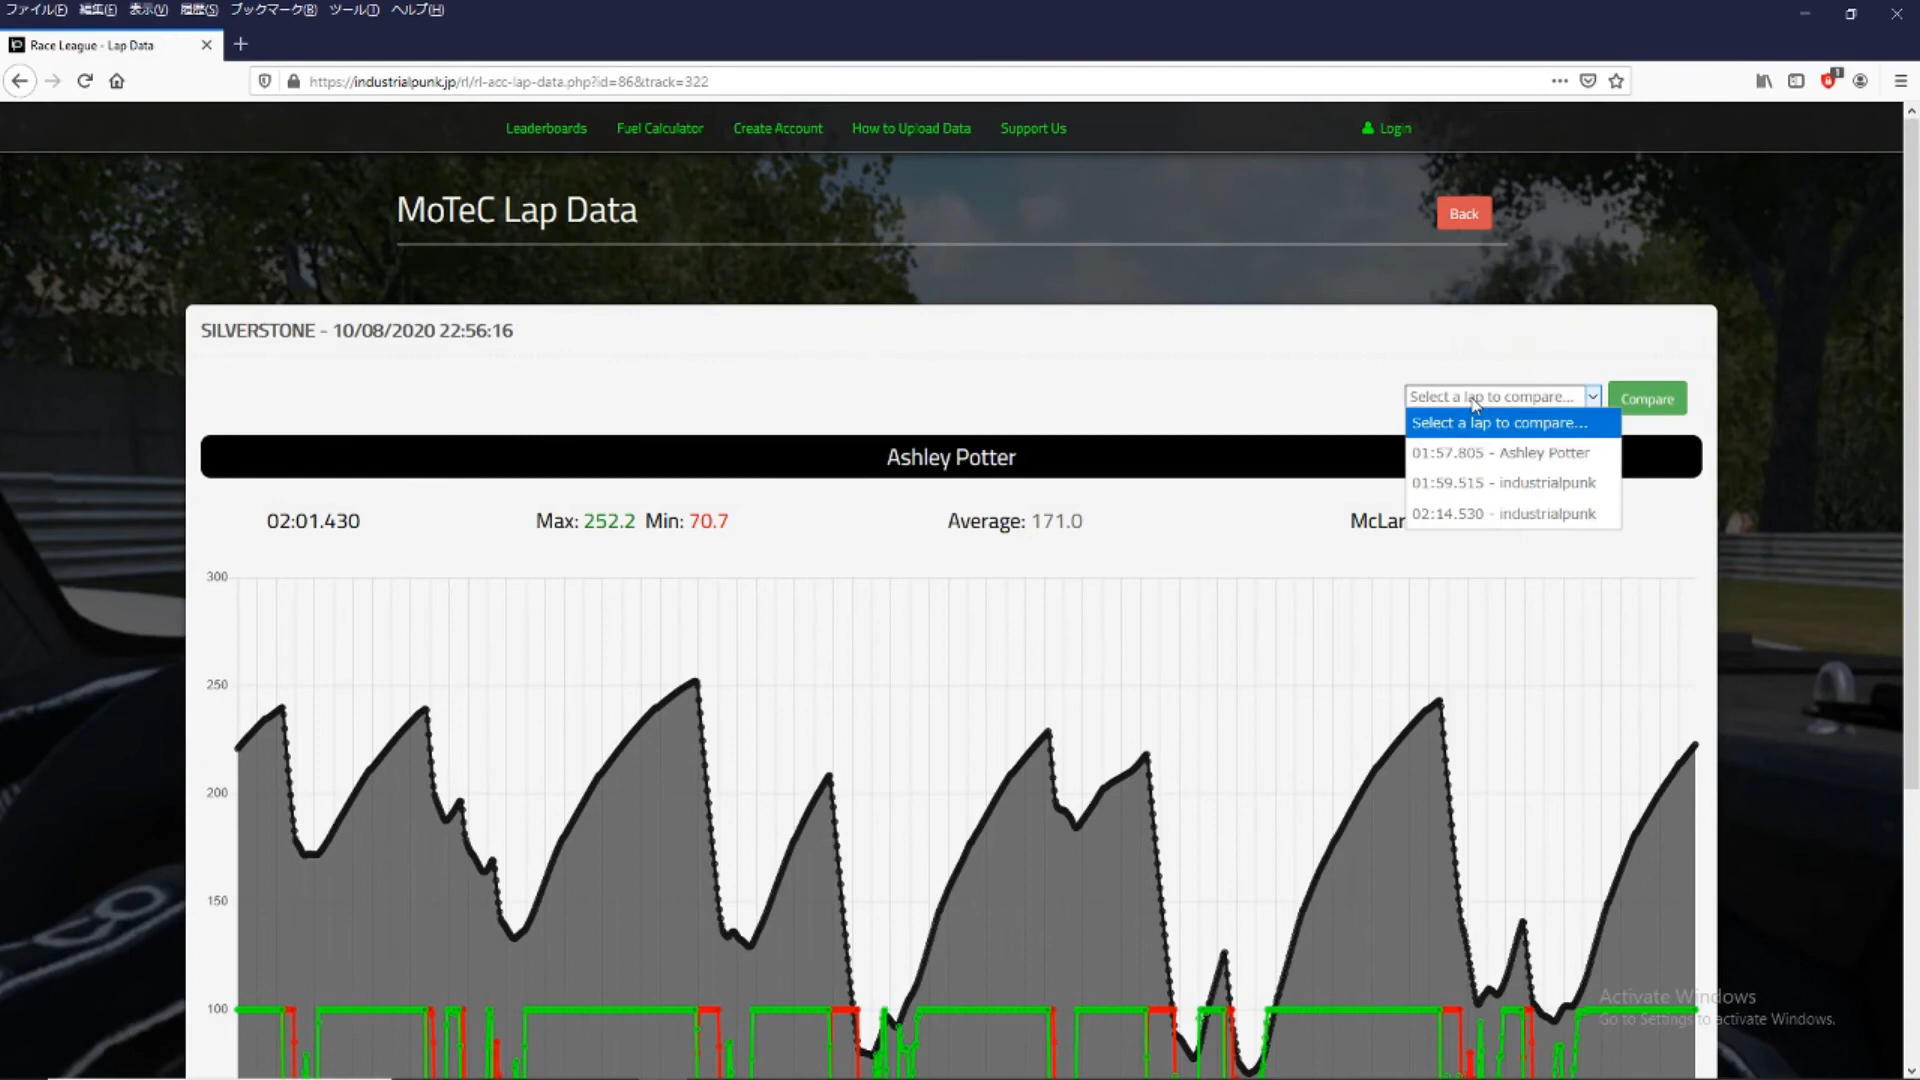 ファイル(F) 編集(E) 表示(V) 履歴(S) ブックマーク(B) ツール(T) ヘルプ(H)
Race League - Lap Data
https://industrialpunk.jp/rl/rl-acc-lap-data.php?id=86&track=322
1
Leaderboards Fuel Calculator Create Account How to Upload Data Support Us Login
MoTeC Lap Data
Back
SILVERSTONE - 10/08/2020 22:56:16
Select a lap to compare...
Compare
Select a lap to compare...
01:57.805 - Ashley Potter
01:59.515 - industrialpunk
02:14.530 - industrialpunk
Ashley Potter
02:01.430 Max: 252.2 Min: 70.7 Average: 171.0 McLar
300
250
200
150
100
Activate Windows
Go to Settings to activate Windows.